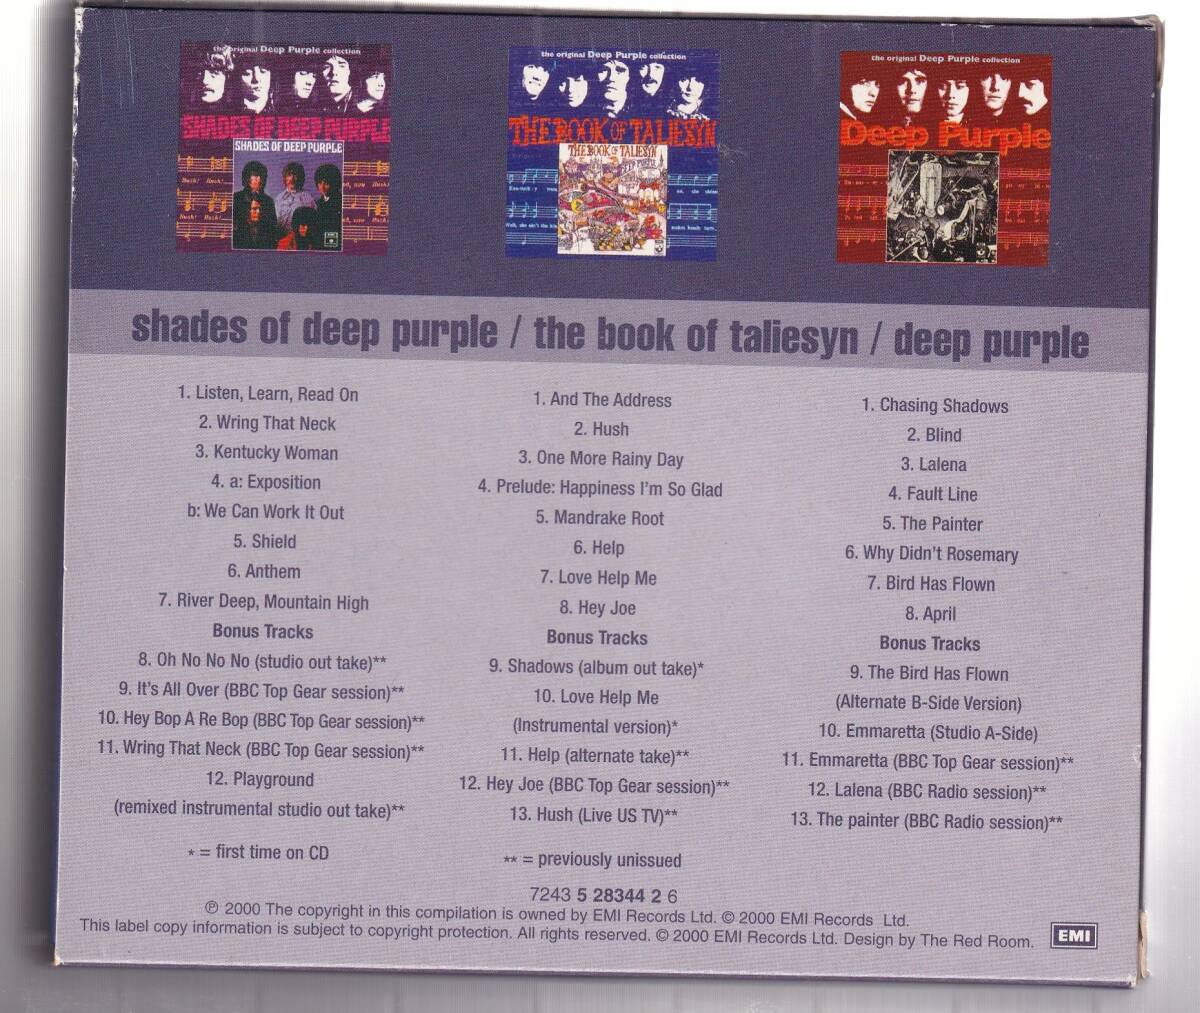 the original Deep Purple collection
SHADES OF DEEP PURPLE
SHADES OF DEEP PURPLE
the original Deep Purple collection
THE BOOK OF TALIESYN
THE BOOK OF TALIESYN
DEEP PURPLE
the original Deep Purple collection
Deep Purple
shades of deep purple / the book of taliesyn / deep purple
1. Listen, Learn, Read On
2. Wring That Neck
3. Kentucky Woman
4. a: Exposition
b: We Can Work It Out
5. Shield
6. Anthem
7. River Deep, Mountain High
Bonus Tracks
8. Oh No No No (studio out take)**
9. It's All Over (BBC Top Gear session)**
10. Hey Bop A Re Bop (BBC Top Gear session)**
11. Wring That Neck (BBC Top Gear session)**
12. Playground
(remixed instrumental studio out take)**
* = first time on CD
1. And The Address
2. Hush
3. One More Rainy Day
4. Prelude: Happiness I'm So Glad
5. Mandrake Root
6. Help
7. Love Help Me
8. Hey Joe
Bonus Tracks
9. Shadows (album out take)*
10. Love Help Me
(Instrumental version)*
11. Help (alternate take)**
12. Hey Joe (BBC Top Gear session)**
13. Hush (Live US TV)**
** = previously unissued
1. Chasing Shadows
2. Blind
3. Lalena
4. Fault Line
5. The Painter
6. Why Didn't Rosemary
7. Bird Has Flown
8. April
Bonus Tracks
9. The Bird Has Flown
(Alternate B-Side Version)
10. Emmaretta (Studio A-Side)
11. Emmaretta (BBC Top Gear session)**
12. Lalena (BBC Radio session)**
13. The painter (BBC Radio session)**
7243 5 28344 2 6
℗ 2000 The copyright in this compilation is owned by EMI Records Ltd. © 2000 EMI Records Ltd.
This label copy information is subject to copyright protection. All rights reserved. © 2000 EMI Records Ltd. Design by The Red Room.
EMI